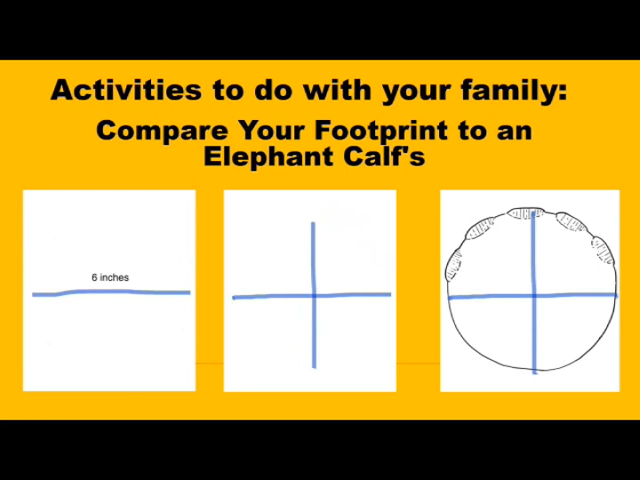 Activities to do with your family:
Compare Your Footprint to an
Elephant Calf's
6 inches